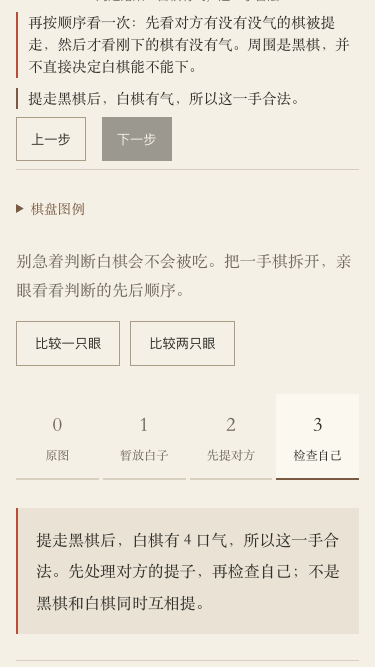 再按顺序看一次：先看对方有没有没气的棋被提
走，然后才看刚下的棋有没有气。周围是黑棋，并
不直接决定白棋能不能下。
提走黑棋后，白棋有气，所以这一手合法。
上一步
下一步
棋盘图例
别急着判断白棋会不会被吃。把一手棋拆开，亲
眼看看判断的先后顺序。
比较一只眼
比较两只眼
0
原图
1
暂放白子
2
先提对方
3
检查自己
提走黑棋后，白棋有 4 口气，所以这一手合
法。先处理对方的提子，再检查自己；不是
黑棋和白棋同时互相提。